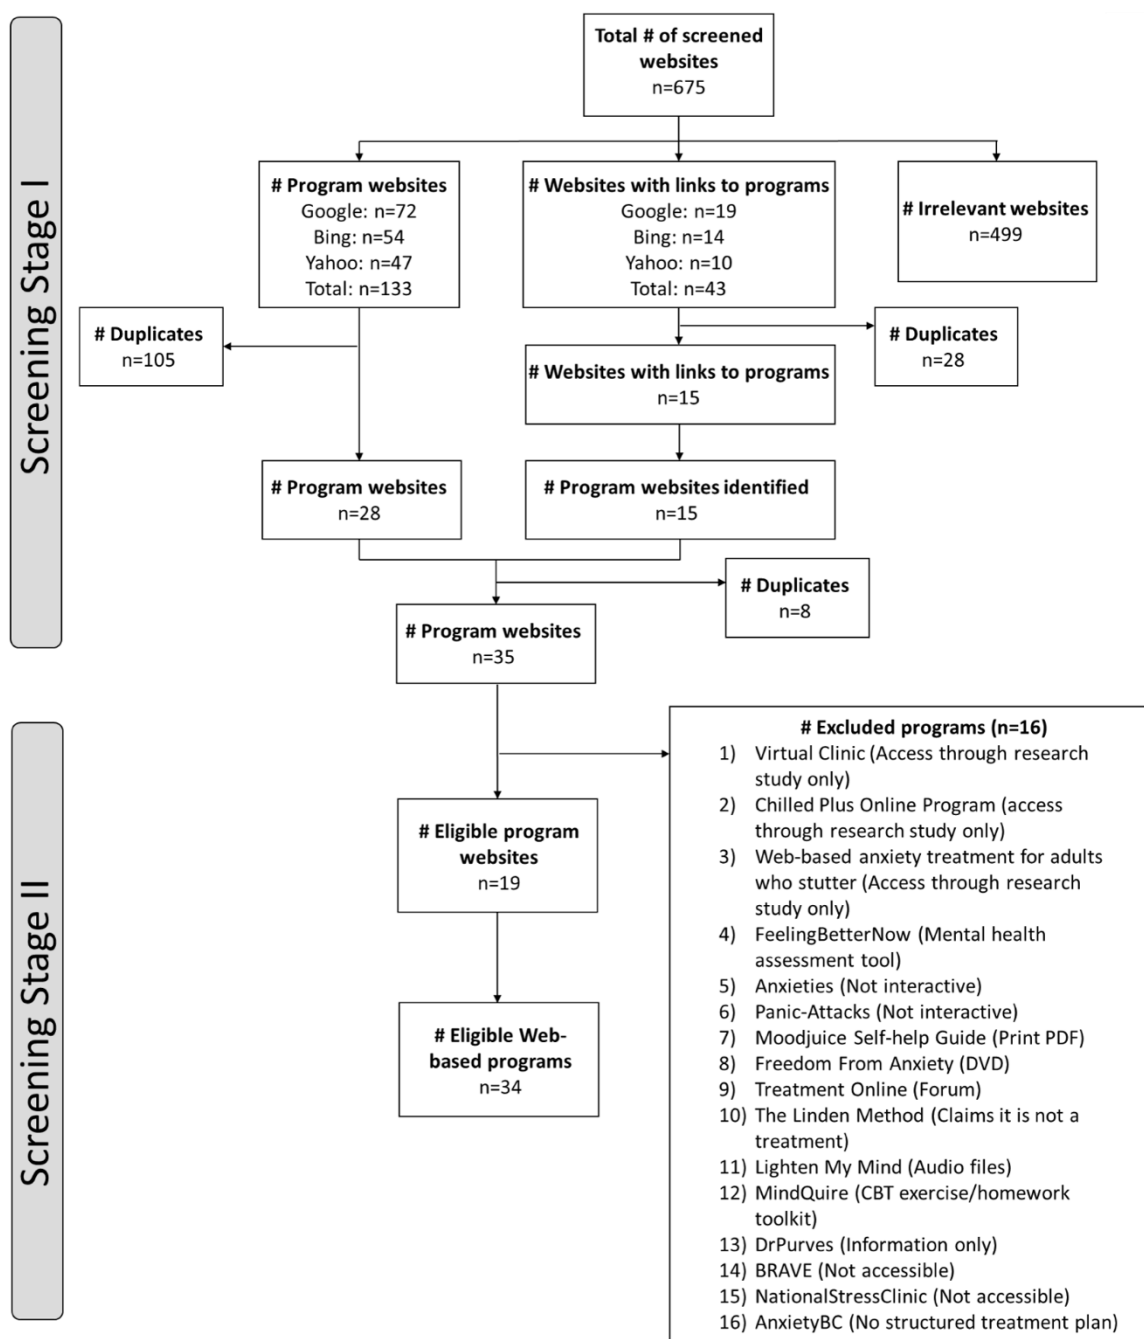 Screening Stage I
Total # of screened
websites
n=675
# Program websites
Google: n=72
Bing: n=54
Yahoo: n=47
Total: n=133
# Websites with links to programs
Google: n=19
Bing: n=14
Yahoo: n=10
Total: n=43
# Irrelevant websites
n=499
# Duplicates
n=105
# Duplicates
n=28
# Websites with links to programs
n=15
# Program websites
n=28
# Program websites identified
n=15
# Duplicates
n=8
# Program websites
n=35
Screening Stage II
# Eligible program
websites
n=19
# Eligible Web-
based programs
n=34
# Excluded programs (n=16)
1) Virtual Clinic (Access through research
study only)
2) Chilled Plus Online Program (access
through research study only)
3) Web-based anxiety treatment for adults
who stutter (Access through research
study only)
4) FeelingBetterNow (Mental health
assessment tool)
5) Anxieties (Not interactive)
6) Panic-Attacks (Not interactive)
7) Moodjuice Self-help Guide (Print PDF)
8) Freedom From Anxiety (DVD)
9) Treatment Online (Forum)
10) The Linden Method (Claims it is not a
treatment)
11) Lighten My Mind (Audio files)
12) MindQuire (CBT exercise/homework
toolkit)
13) DrPurves (Information only)
14) BRAVE (Not accessible)
15) NationalStressClinic (Not accessible)
16) AnxietyBC (No structured treatment plan)